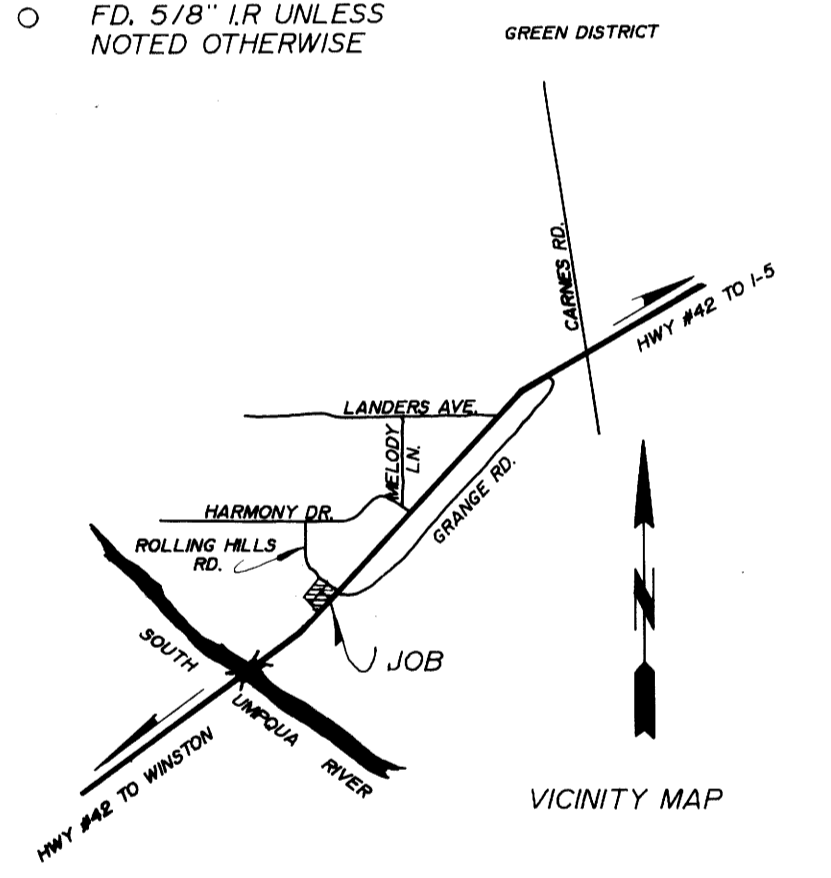 FD. 5/8" I.R UNLESS
NOTED OTHERWISE
GREEN DISTRICT
CARNES RD.
HWY #42 TO I-5
LANDERS AVE.
MELODY
LN.
GRANGE RD.
HARMONY DR.
ROLLING HILLS
RD.
JOB
SOUTH
UMPQUA
RIVER
HWY #42 TO WINSTON
N
VICINITY MAP